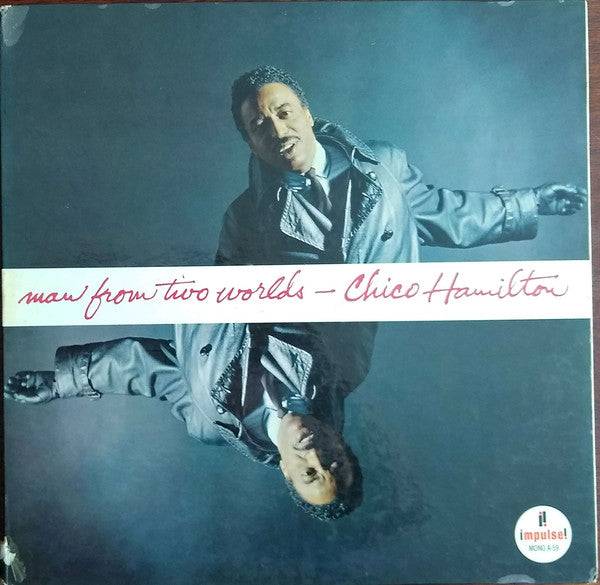 man from two worlds – Chico Hamilton
i!
impulse!
MONO A-59